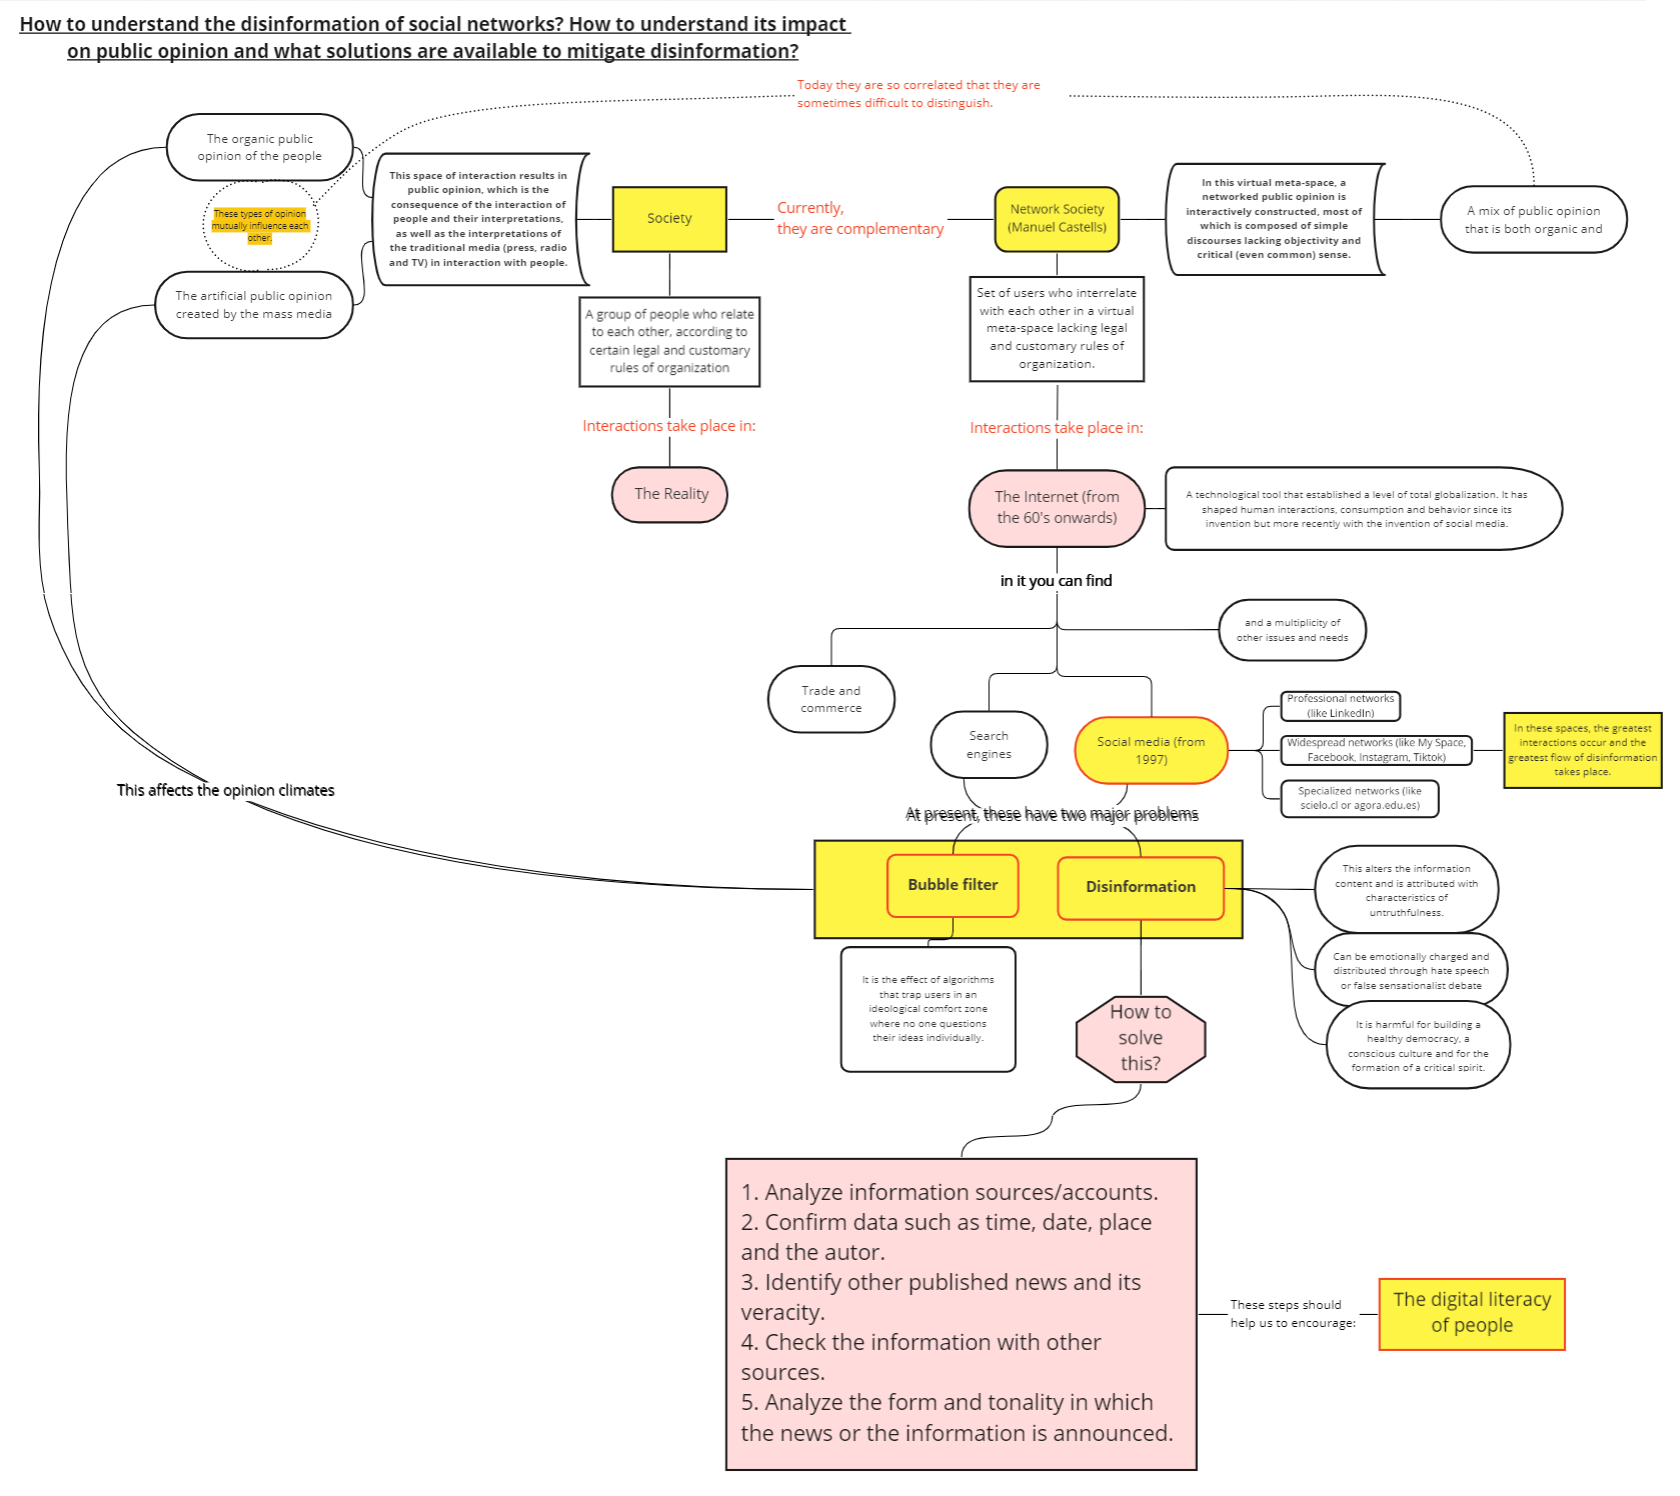 How to understand the disinformation of social networks? How to understand its impact
on public opinion and what solutions are available to mitigate disinformation?
Today they are so correlated that they are
sometimes difficult to distinguish.
The organic public
opinion of the people
These types of opinion
mutually influence each
other.
The artificial public opinion
created by the mass media
This space of interaction results in
public opinion, which is the
consequence of the interaction of
people and their interpretations,
as well as the interpretations of
the traditional media (press, radio
and TV) in interaction with people.
Society
Currently,
they are complementary
Network Society
(Manuel Castells)
In this virtual meta-space, a
networked public opinion is
interactively constructed, most of
which is composed of simple
discourses lacking objectivity and
critical (even common) sense.
A mix of public opinion
that is both organic and
A group of people who relate
to each other, according to
certain legal and customary
rules of organization
Set of users who interrelate
with each other in a virtual
meta-space lacking legal
and customary rules of
organization.
Interactions take place in:
Interactions take place in:
The Reality
The Internet (from
the 60's onwards)
A technological tool that established a level of total globalization. It has
shaped human interactions, consumption and behavior since its
invention but more recently with the invention of social media.
in it you can find
and a multiplicity of
other issues and needs
Trade and
commerce
Search
engines
Social media (from
1997)
Professional networks
(like LinkedIn)
Widespread networks (like My Space,
Facebook, Instagram, Tiktok)
Specialized networks (like
scielo.cl or agora.edu.es)
In these spaces, the greatest
interactions occur and the
greatest flow of disinformation
takes place.
This affects the opinion climates
At present, these have two major problems
Bubble filter
Disinformation
This alters the information
content and is attributed with
characteristics of
untruthfulness.
Can be emotionally charged and
distributed through hate speech
or false sensationalist debate
It is harmful for building a
healthy democracy, a
conscious culture and for the
formation of a critical spirit.
It is the effect of algorithms
that trap users in an
ideological comfort zone
where no one questions
their ideas individually.
How to
solve
this?
1. Analyze information sources/accounts.
2. Confirm data such as time, date, place
and the autor.
3. Identify other published news and its
veracity.
4. Check the information with other
sources.
5. Analyze the form and tonality in which
the news or the information is announced.
These steps should
help us to encourage:
The digital literacy
of people